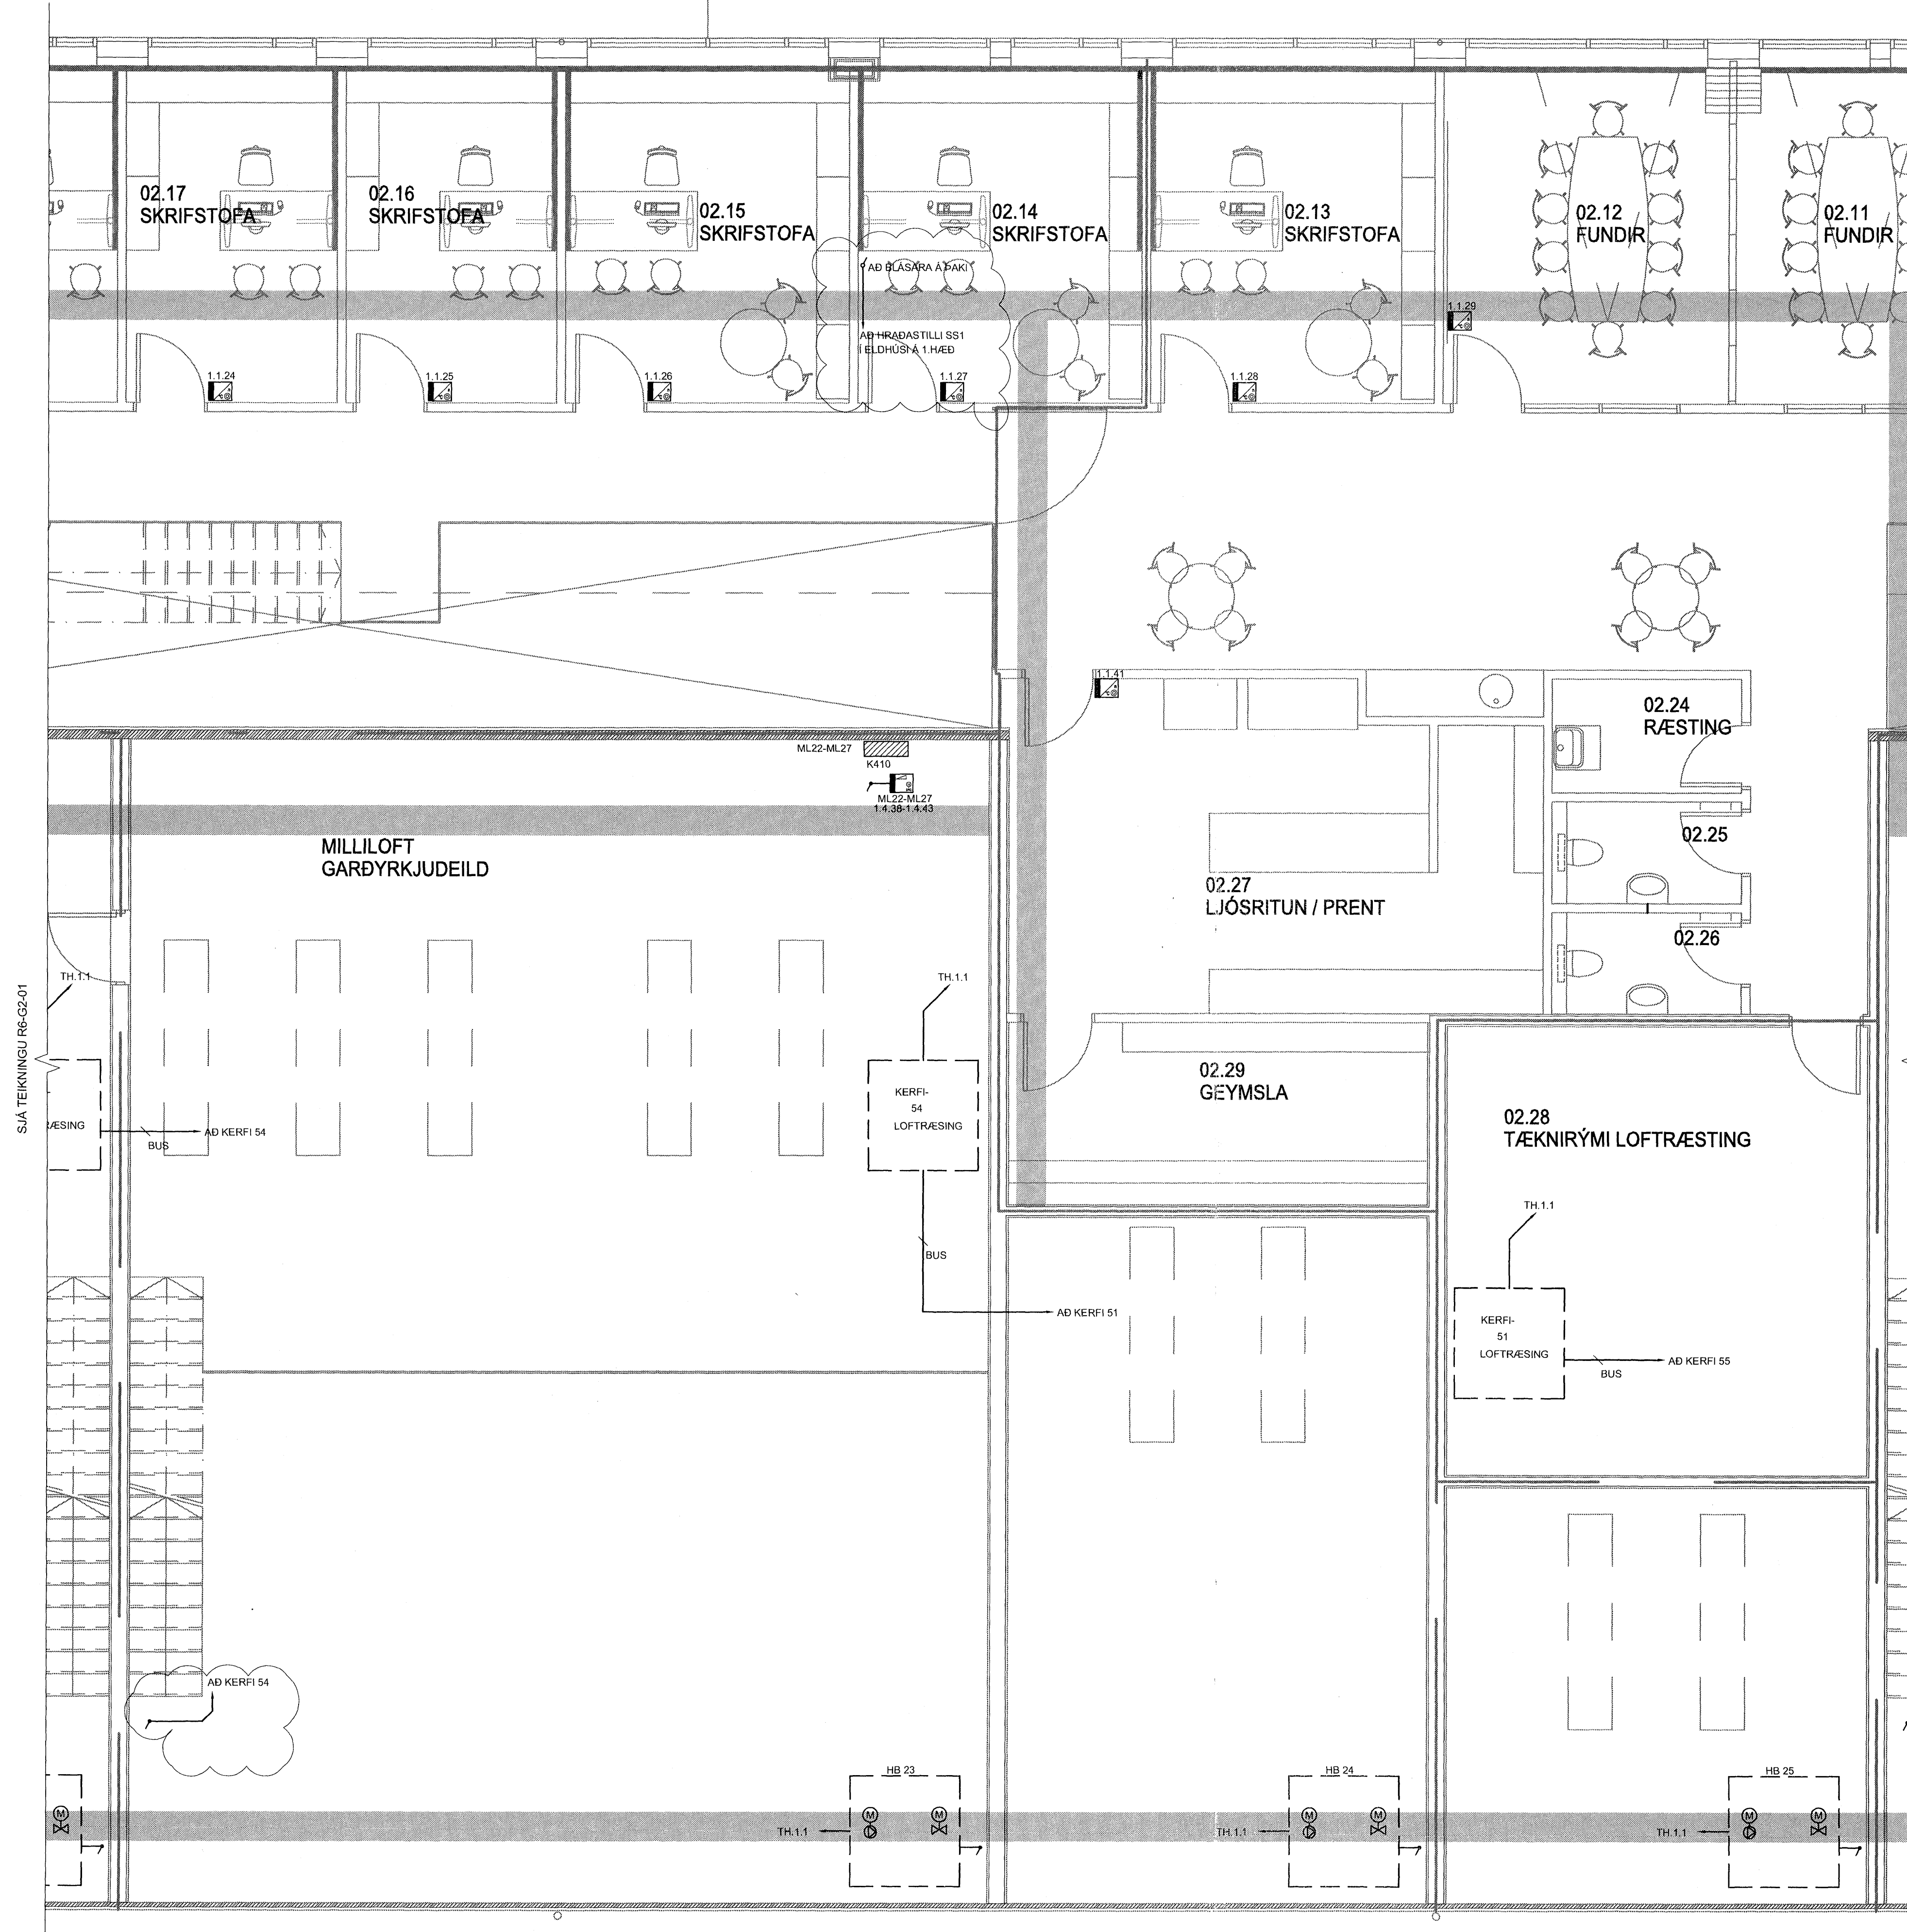 02.17
SKRIFSTOFA
02.16
SKRIFSTOFA
02.15
SKRIFSTOFA
02.14
SKRIFSTOFA
02.13
SKRIFSTOFA
02.12
FUNDIR
02.11
FUNDIR
AÐ BLÁSARA Á ÞAKI
AÐ HRAÐASTILLI SS1
Í ELDHÚSI Á 1.HÆÐ
1.1.24
1.1.25
1.1.26
1.1.27
1.1.28
1.1.29
1.1.41
02.24
RÆSTING
ML22-ML27
K410
ML22-ML27
1.4.38-1.4.43
MILLILOFT
GARÐYRKJUDEILD
02.25
02.27
LJÓSRITUN / PRENT
02.26
SJÁ TEIKNINGU R6-G2-01
TH.1.1
TH.1.1
RÆSING
BUS
AÐ KERFI 54
KERFI-
54
LOFTRÆSING
02.29
GEYMSLA
02.28
TÆKNIRÝMI LOFTRÆSTING
TH.1.1
BUS
AÐ KERFI 51
KERFI-
51
LOFTRÆSING
BUS
AÐ KERFI 55
AÐ KERFI 54
HB 23
HB 24
HB 25
M
TH.1.1
M
M
TH.1.1
M
M
TH.1.1
M
M